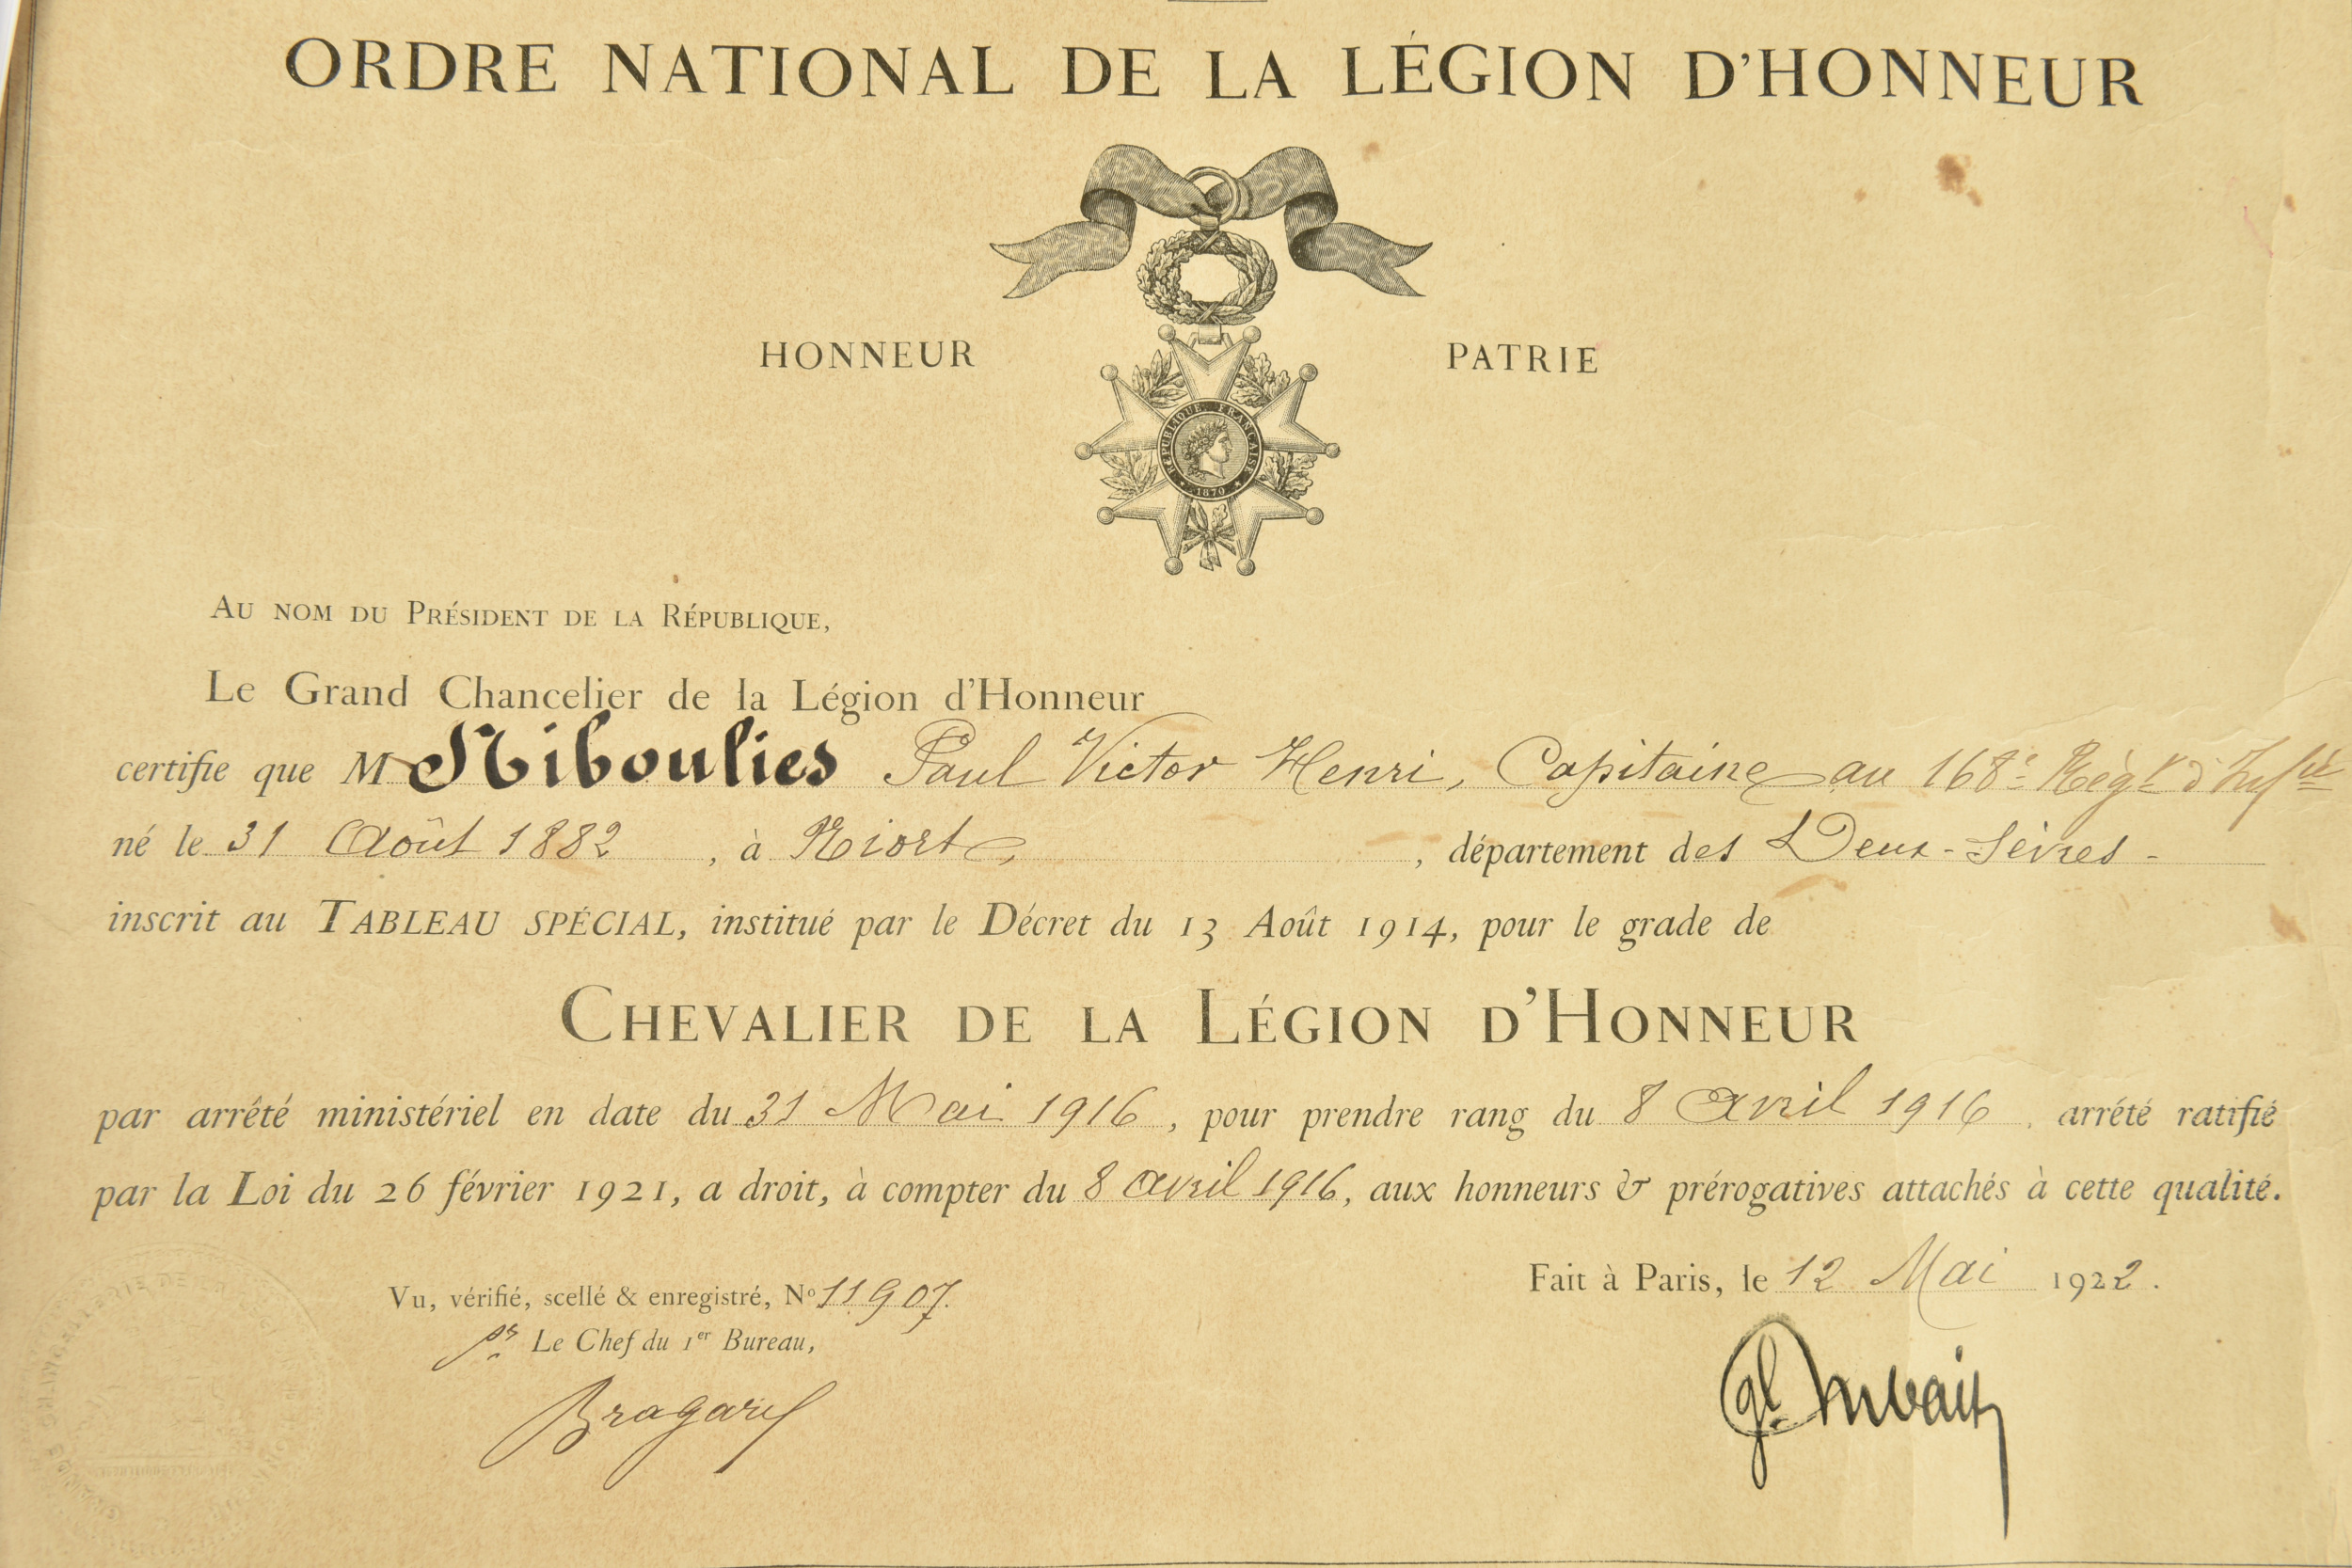 ORDRE NATIONAL DE LA LÉGION D'HONNEUR
HONNEUR PATRIE
RÉPUBLIQUE FRANÇAISE
1870
AU NOM DU PRÉSIDENT DE LA RÉPUBLIQUE,
Le Grand Chancelier de la Légion d'Honneur
certifie que M Niboulies Paul Victor Henri, Capitaine au 168e Régt d'Infie
né le 31 Août 1882, à Niort, département des Deux-Sèvres -
inscrit au TABLEAU SPÉCIAL, institué par le Décret du 13 Août 1914, pour le grade de
CHEVALIER DE LA LÉGION D'HONNEUR
par arrêté ministériel en date du 31 Mai 1916, pour prendre rang du 8 avril 1916, arrêté ratifié
par la Loi du 26 février 1921, a droit, à compter du 8 avril 1916, aux honneurs & prérogatives attachés à cette qualité.
Fait à Paris, le 12 Mai 1922.
Vu, vérifié, scellé & enregistré, No 11907.
pr Le Chef du 1er Bureau,